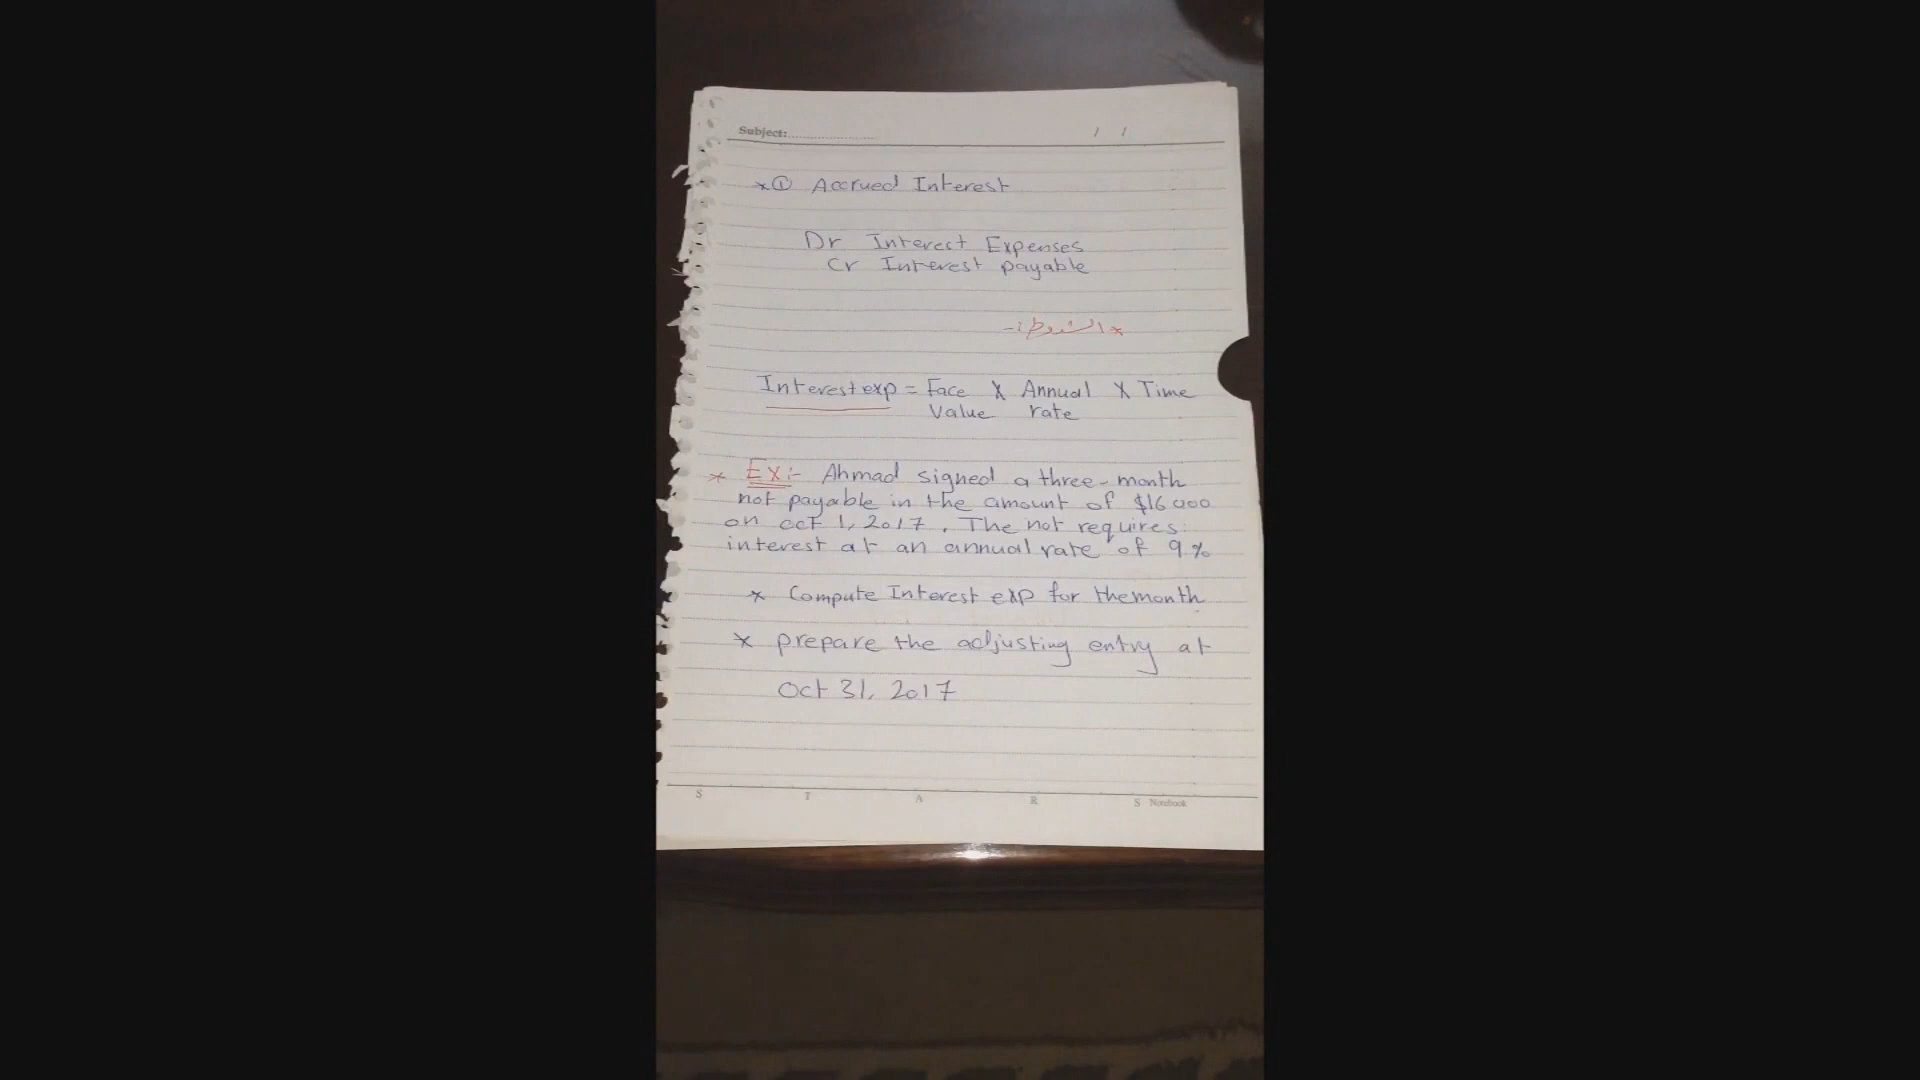 Subject:.................... / /
*① Accrued Interest
Dr Interest Expenses
Cr Interest payable
* الشروط :-
Interest exp = Face X Annual X Time
Value rate
* Ex:- Ahmad signed a three-month
not payable in the amount of $16 000
on oct 1, 2017. The not requires
interest at an annual rate of 9%
* Compute Interest exp for the month
* prepare the adjusting entry at
Oct 31, 2017
S T A R S Notebook